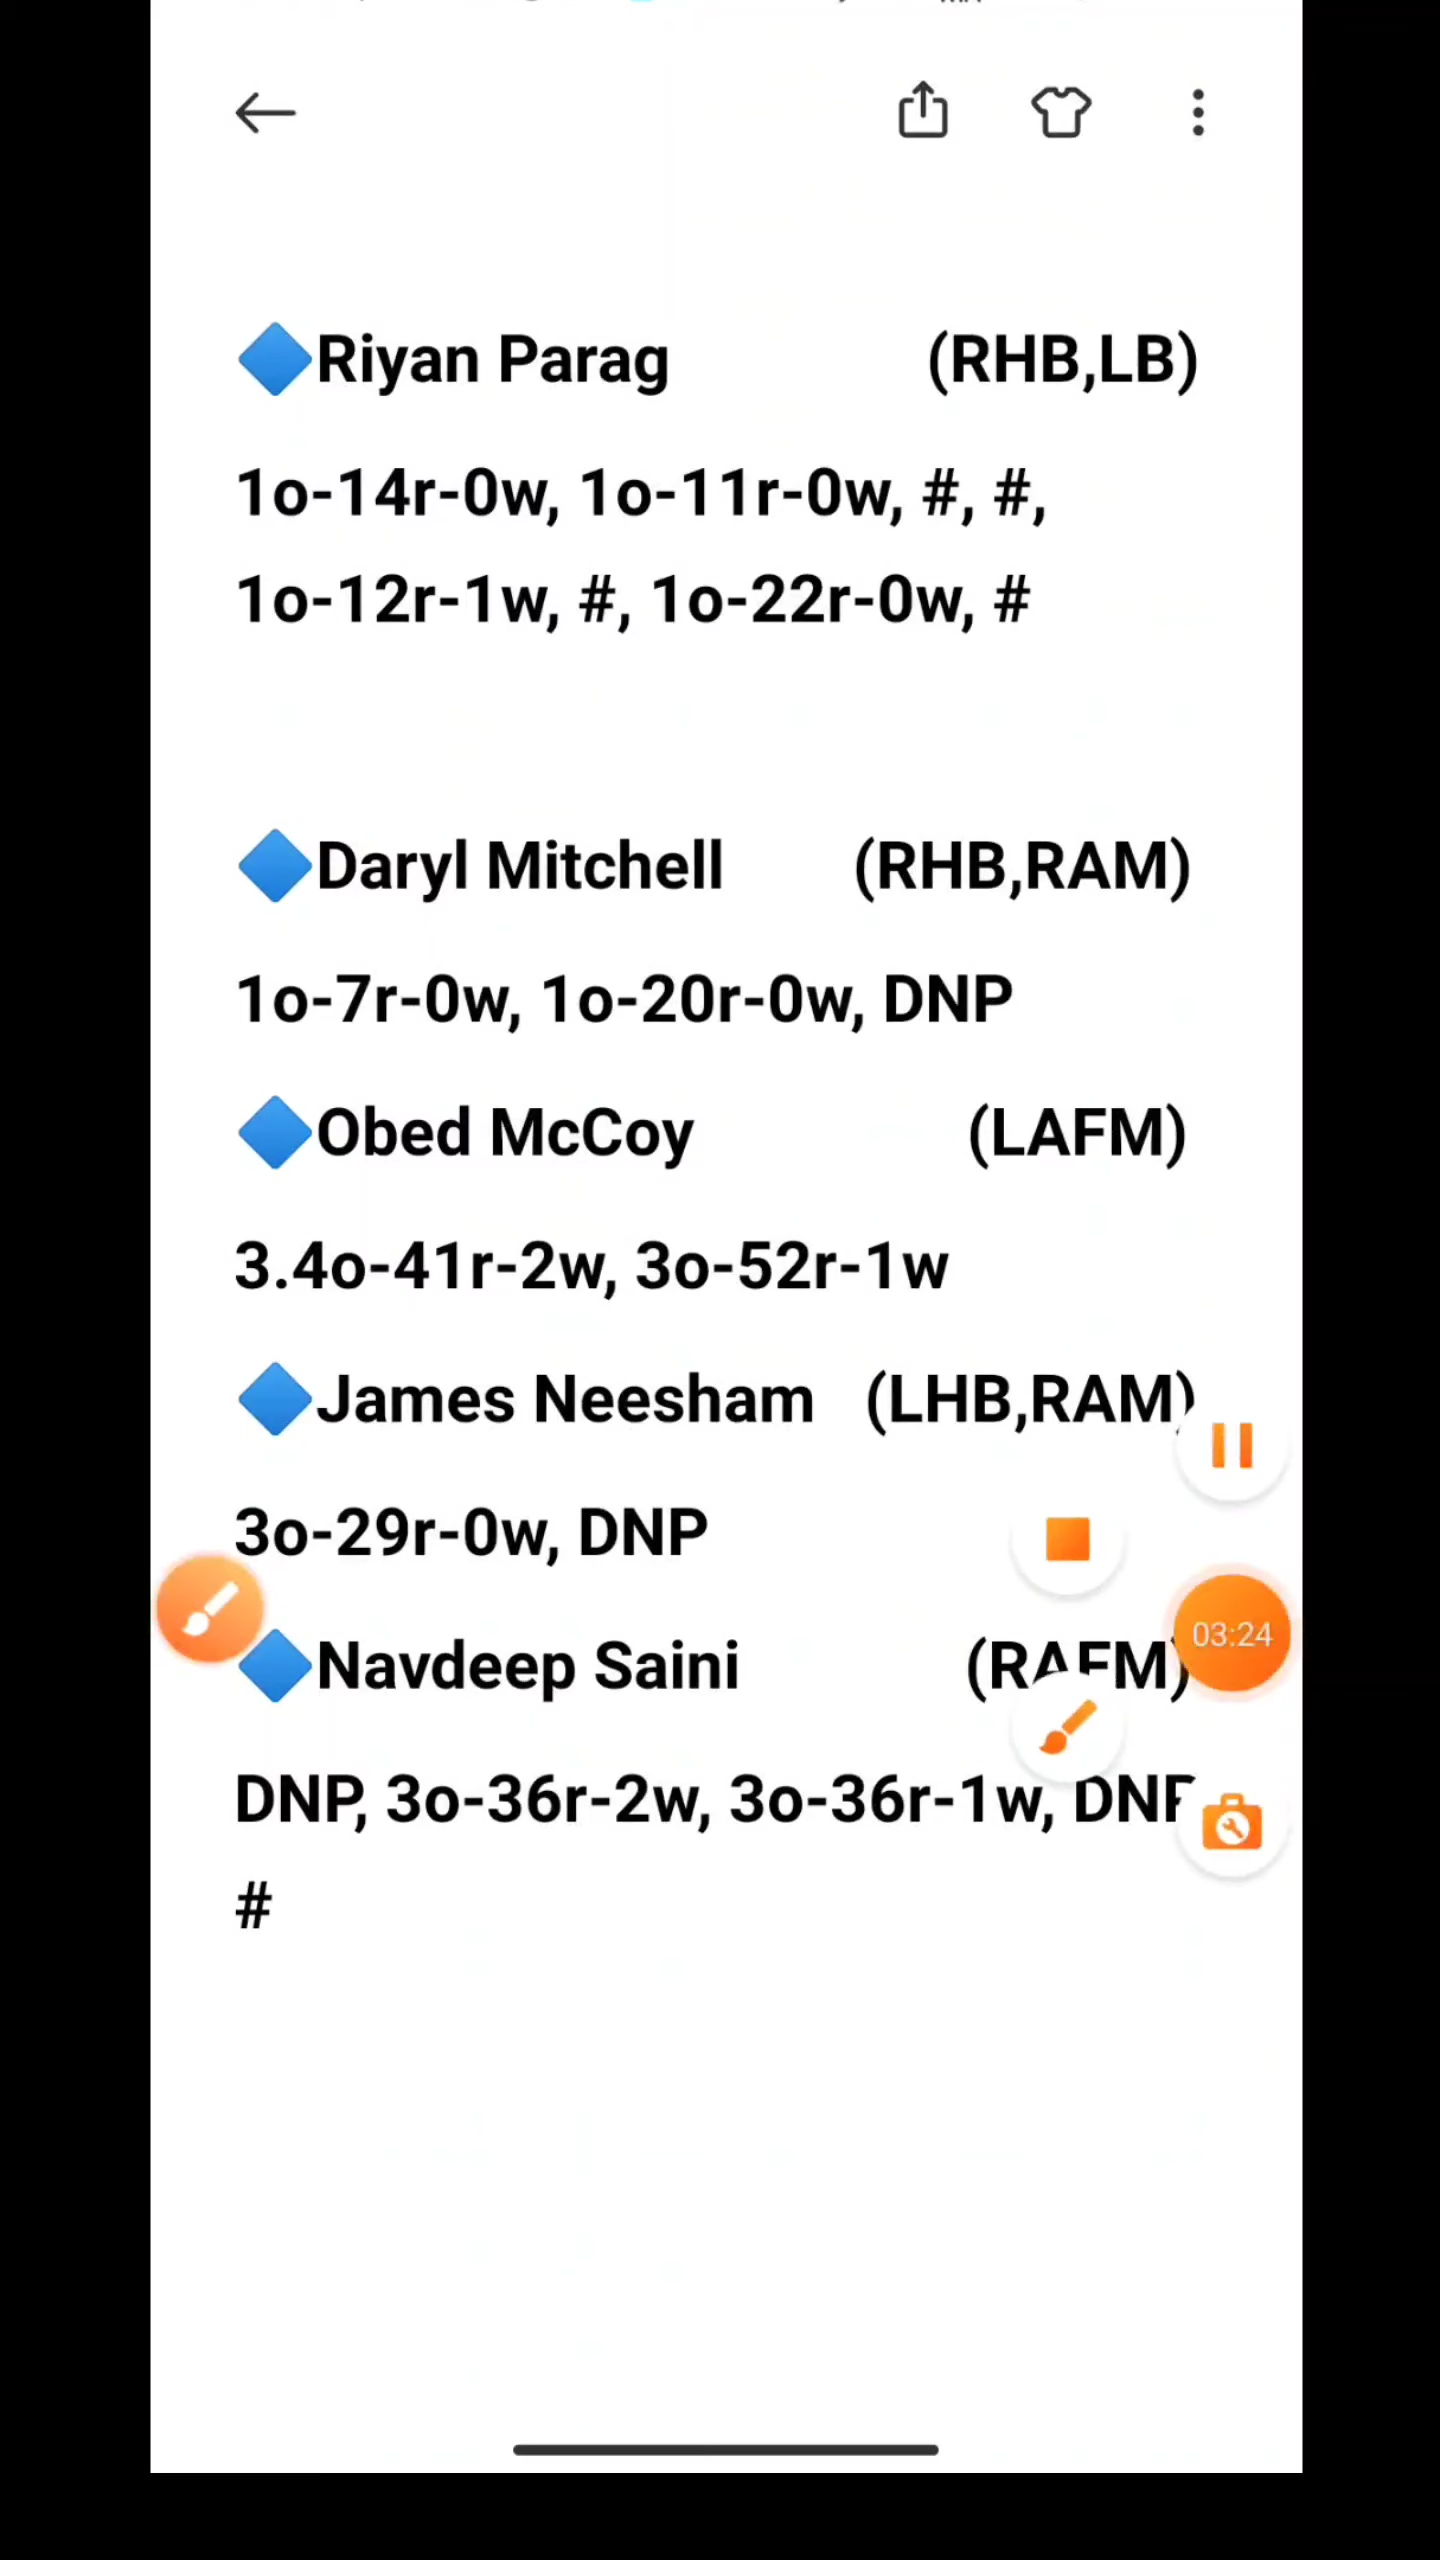 Riyan Parag (RHB,LB)
1o-14r-0w, 1o-11r-0w, #, #,
1o-12r-1w, #, 1o-22r-0w, #
Daryl Mitchell (RHB,RAM)
1o-7r-0w, 1o-20r-0w, DNP
Obed McCoy (LAFM)
3.4o-41r-2w, 3o-52r-1w
James Neesham (LHB,RAM)
3o-29r-0w, DNP
Navdeep Saini (RAFM)
03:24
DNP, 3o-36r-2w, 3o-36r-1w, DNP
#